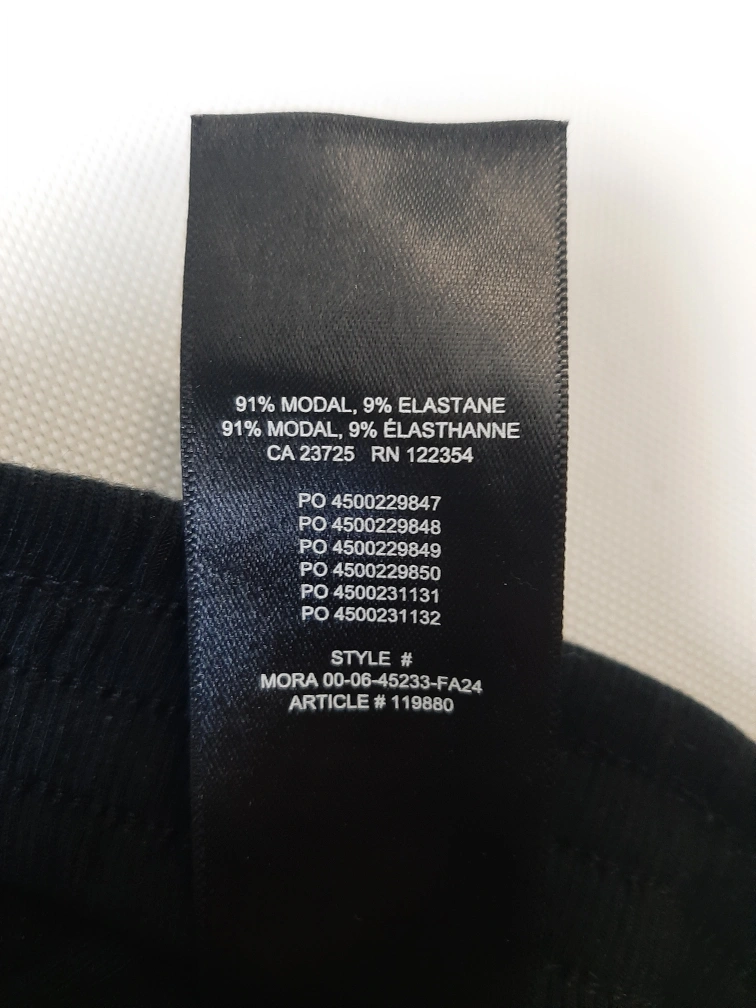 91% MODAL, 9% ELASTANE
91% MODAL, 9% ÉLASTHANNE
CA 23725 RN 122354
PO 4500229847
PO 4500229848
PO 4500229849
PO 4500229850
PO 4500231131
PO 4500231132
STYLE #
MORA 00-06-45233-FA24
ARTICLE # 119880